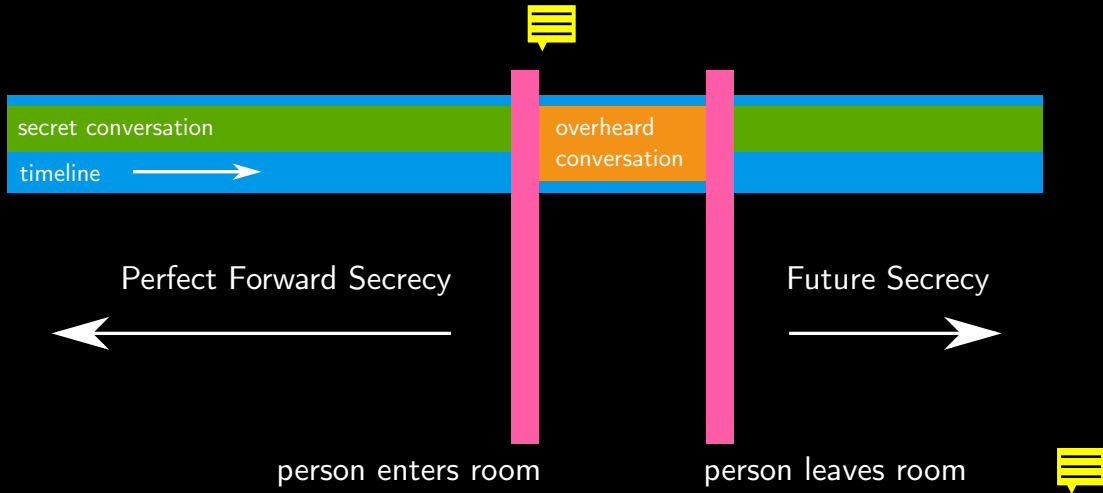 secret conversation
overheard
conversation
timeline
Perfect Forward Secrecy
Future Secrecy
person enters room
person leaves room